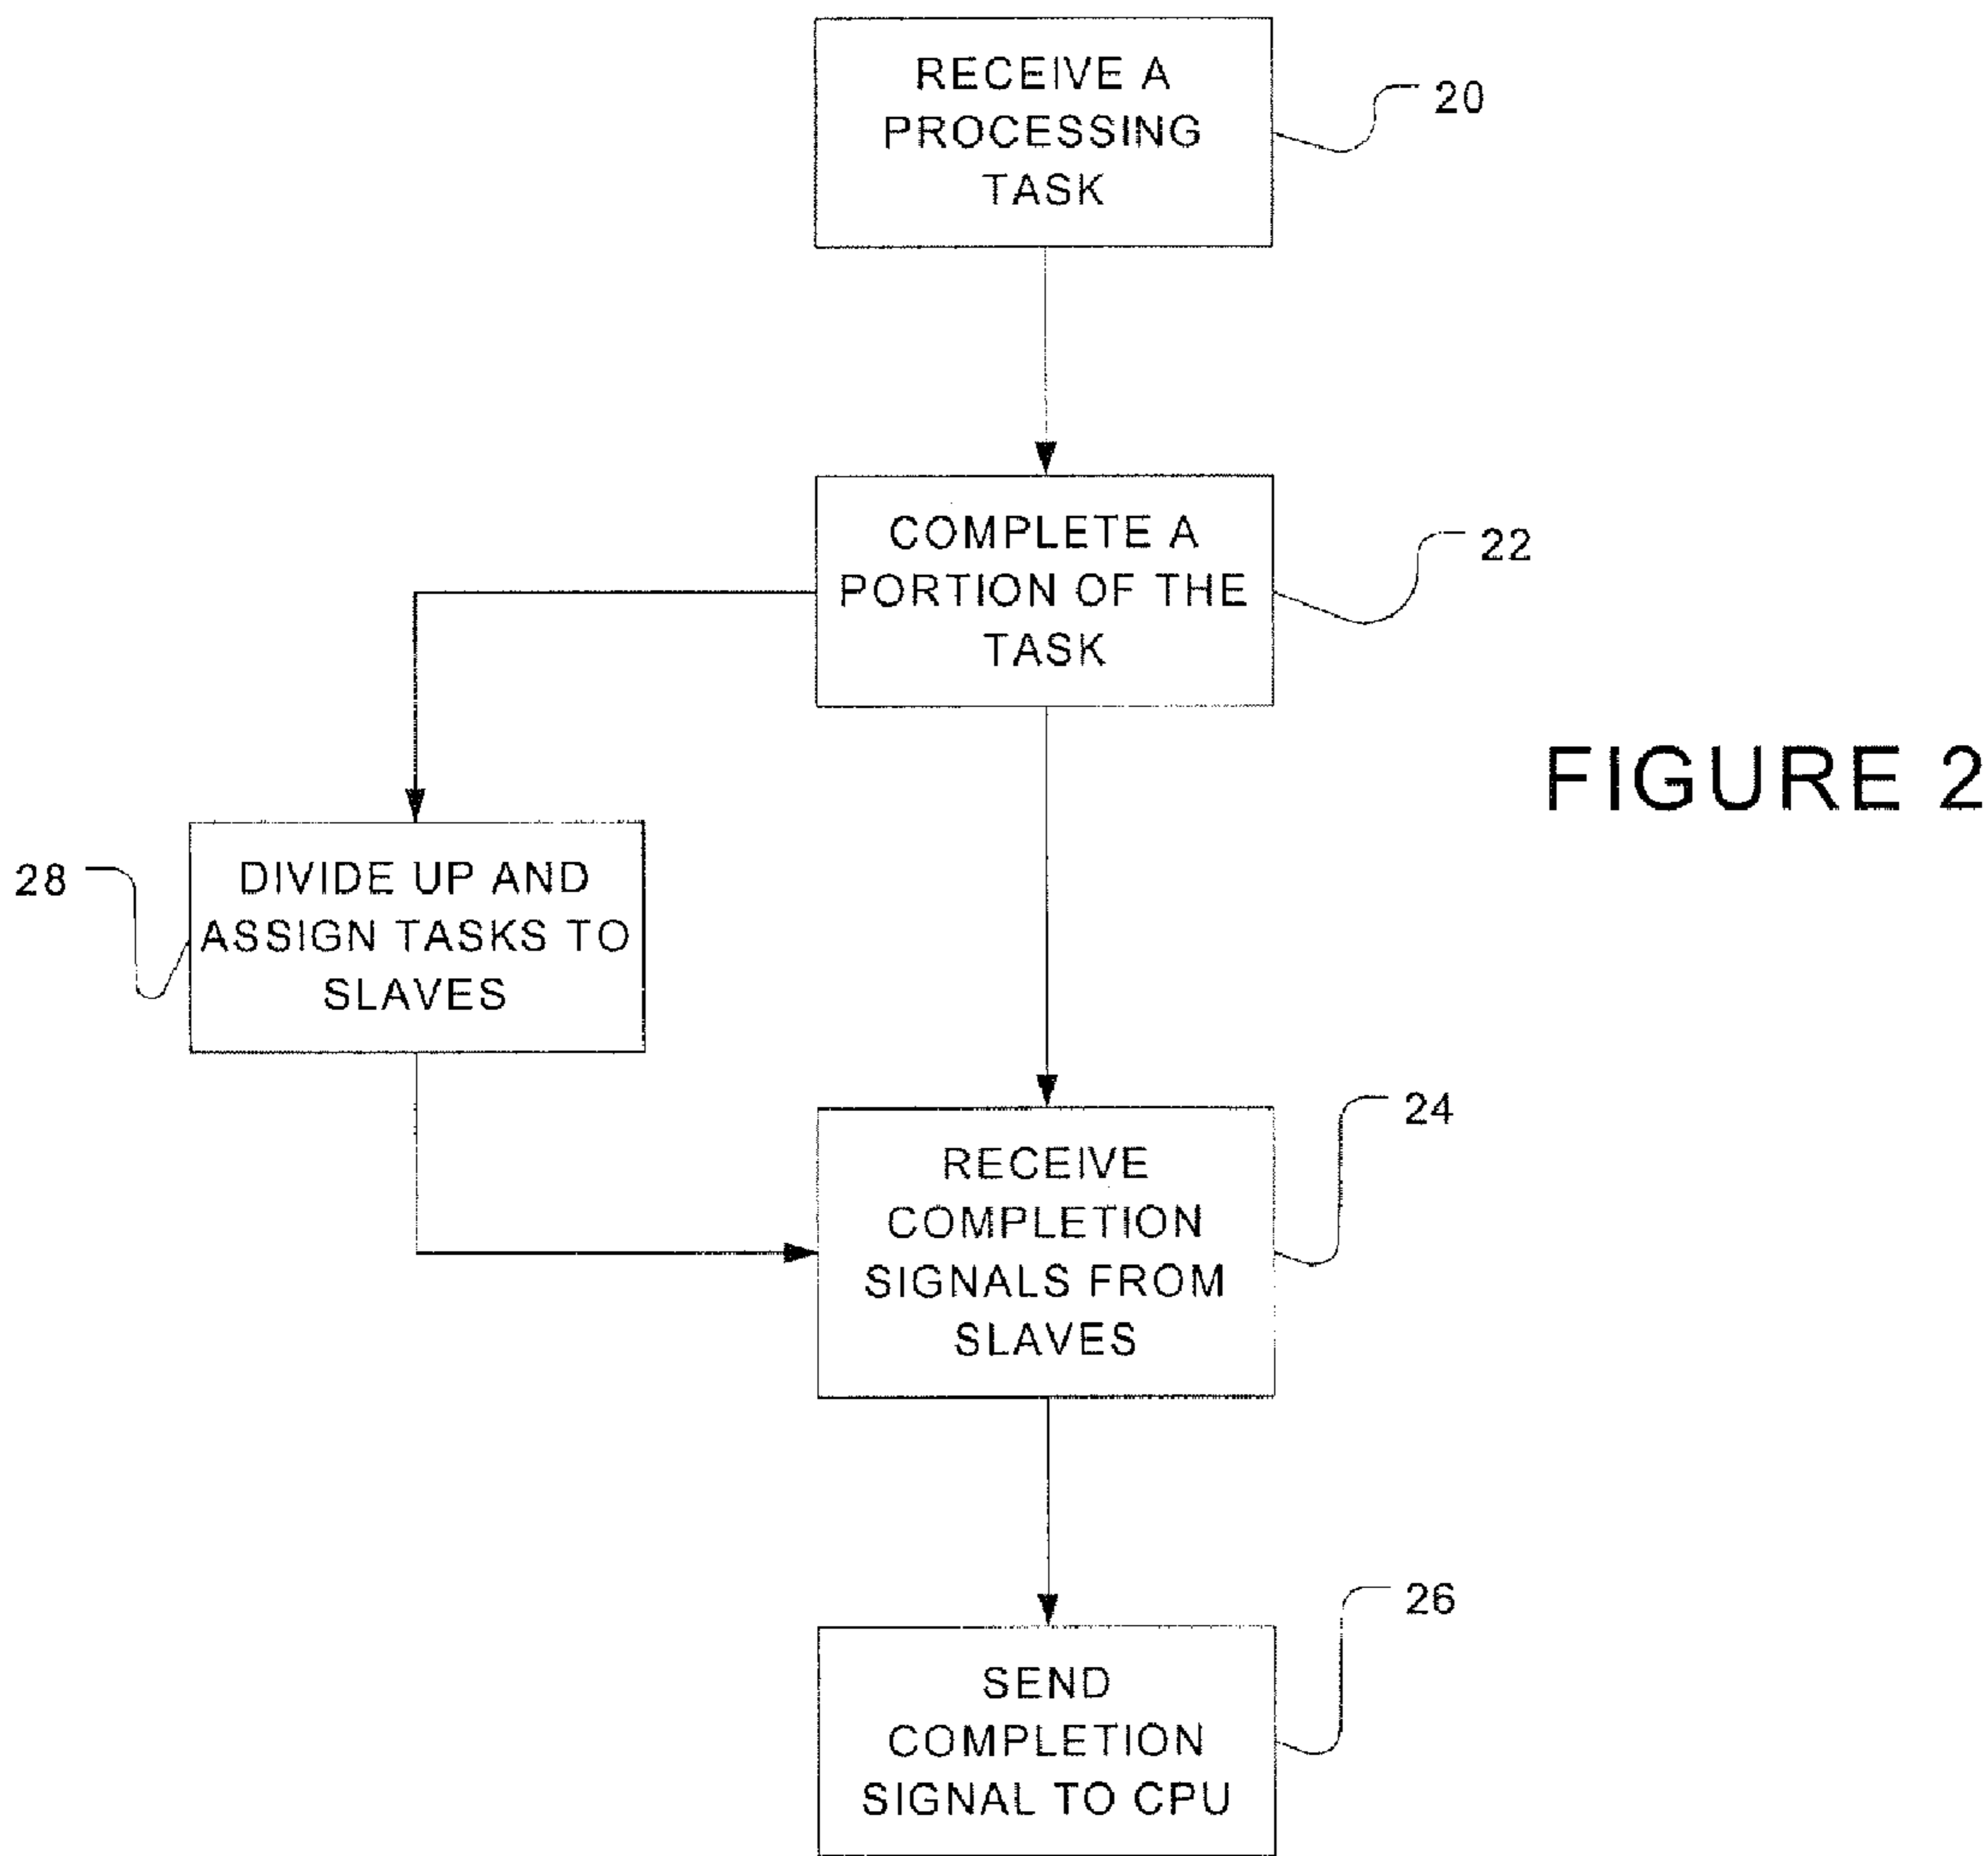 RECEIVE A
PROCESSING
TASK
20
COMPLETE A
PORTION OF THE
TASK
22
FIGURE 2
28
DIVIDE UP AND
ASSIGN TASKS TO
SLAVES
24
RECEIVE
COMPLETION
SIGNALS FROM
SLAVES
26
SEND
COMPLETION
SIGNAL TO CPU